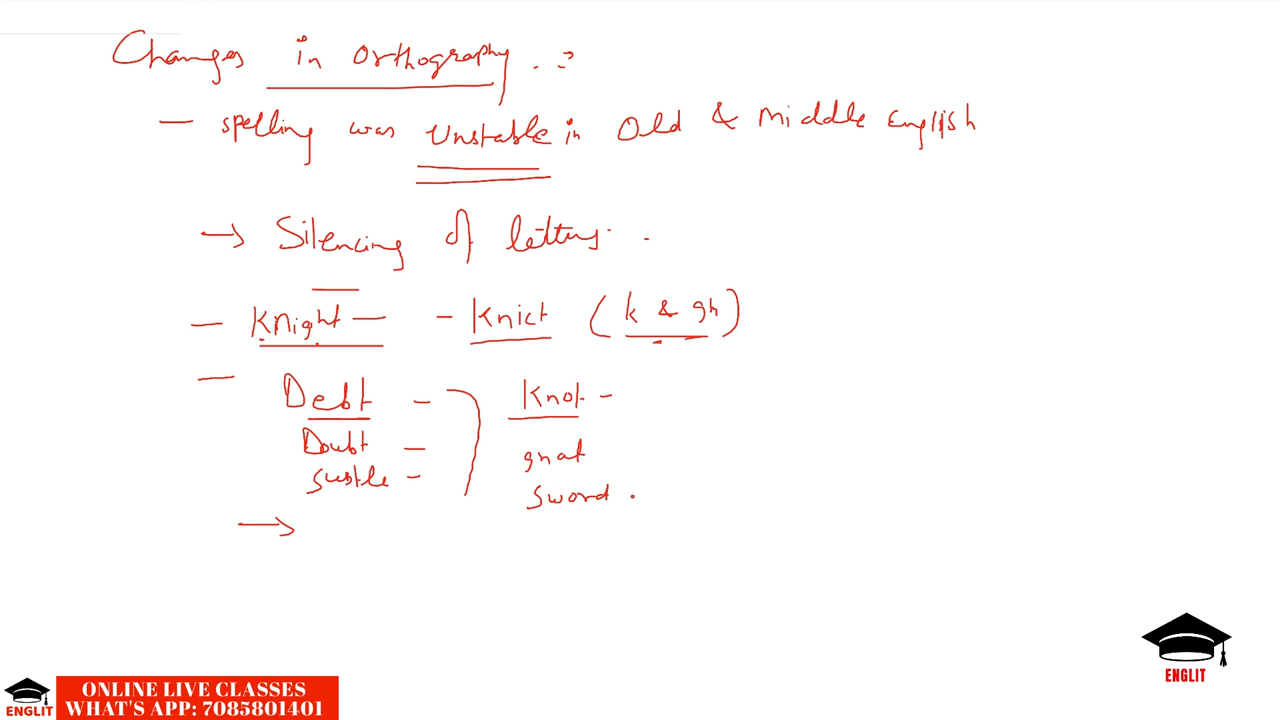 Changes in Orthography :-
— spelling was unstable in Old & Middle English
→ Silencing of letters.
— Knight — - Knict (k & gh)
— Debt — Knot -
Doubt — gnat
Sustle - Sword.
→
ENGLIT
ENGLIT
ONLINE LIVE CLASSES
WHAT'S APP: 7085801401